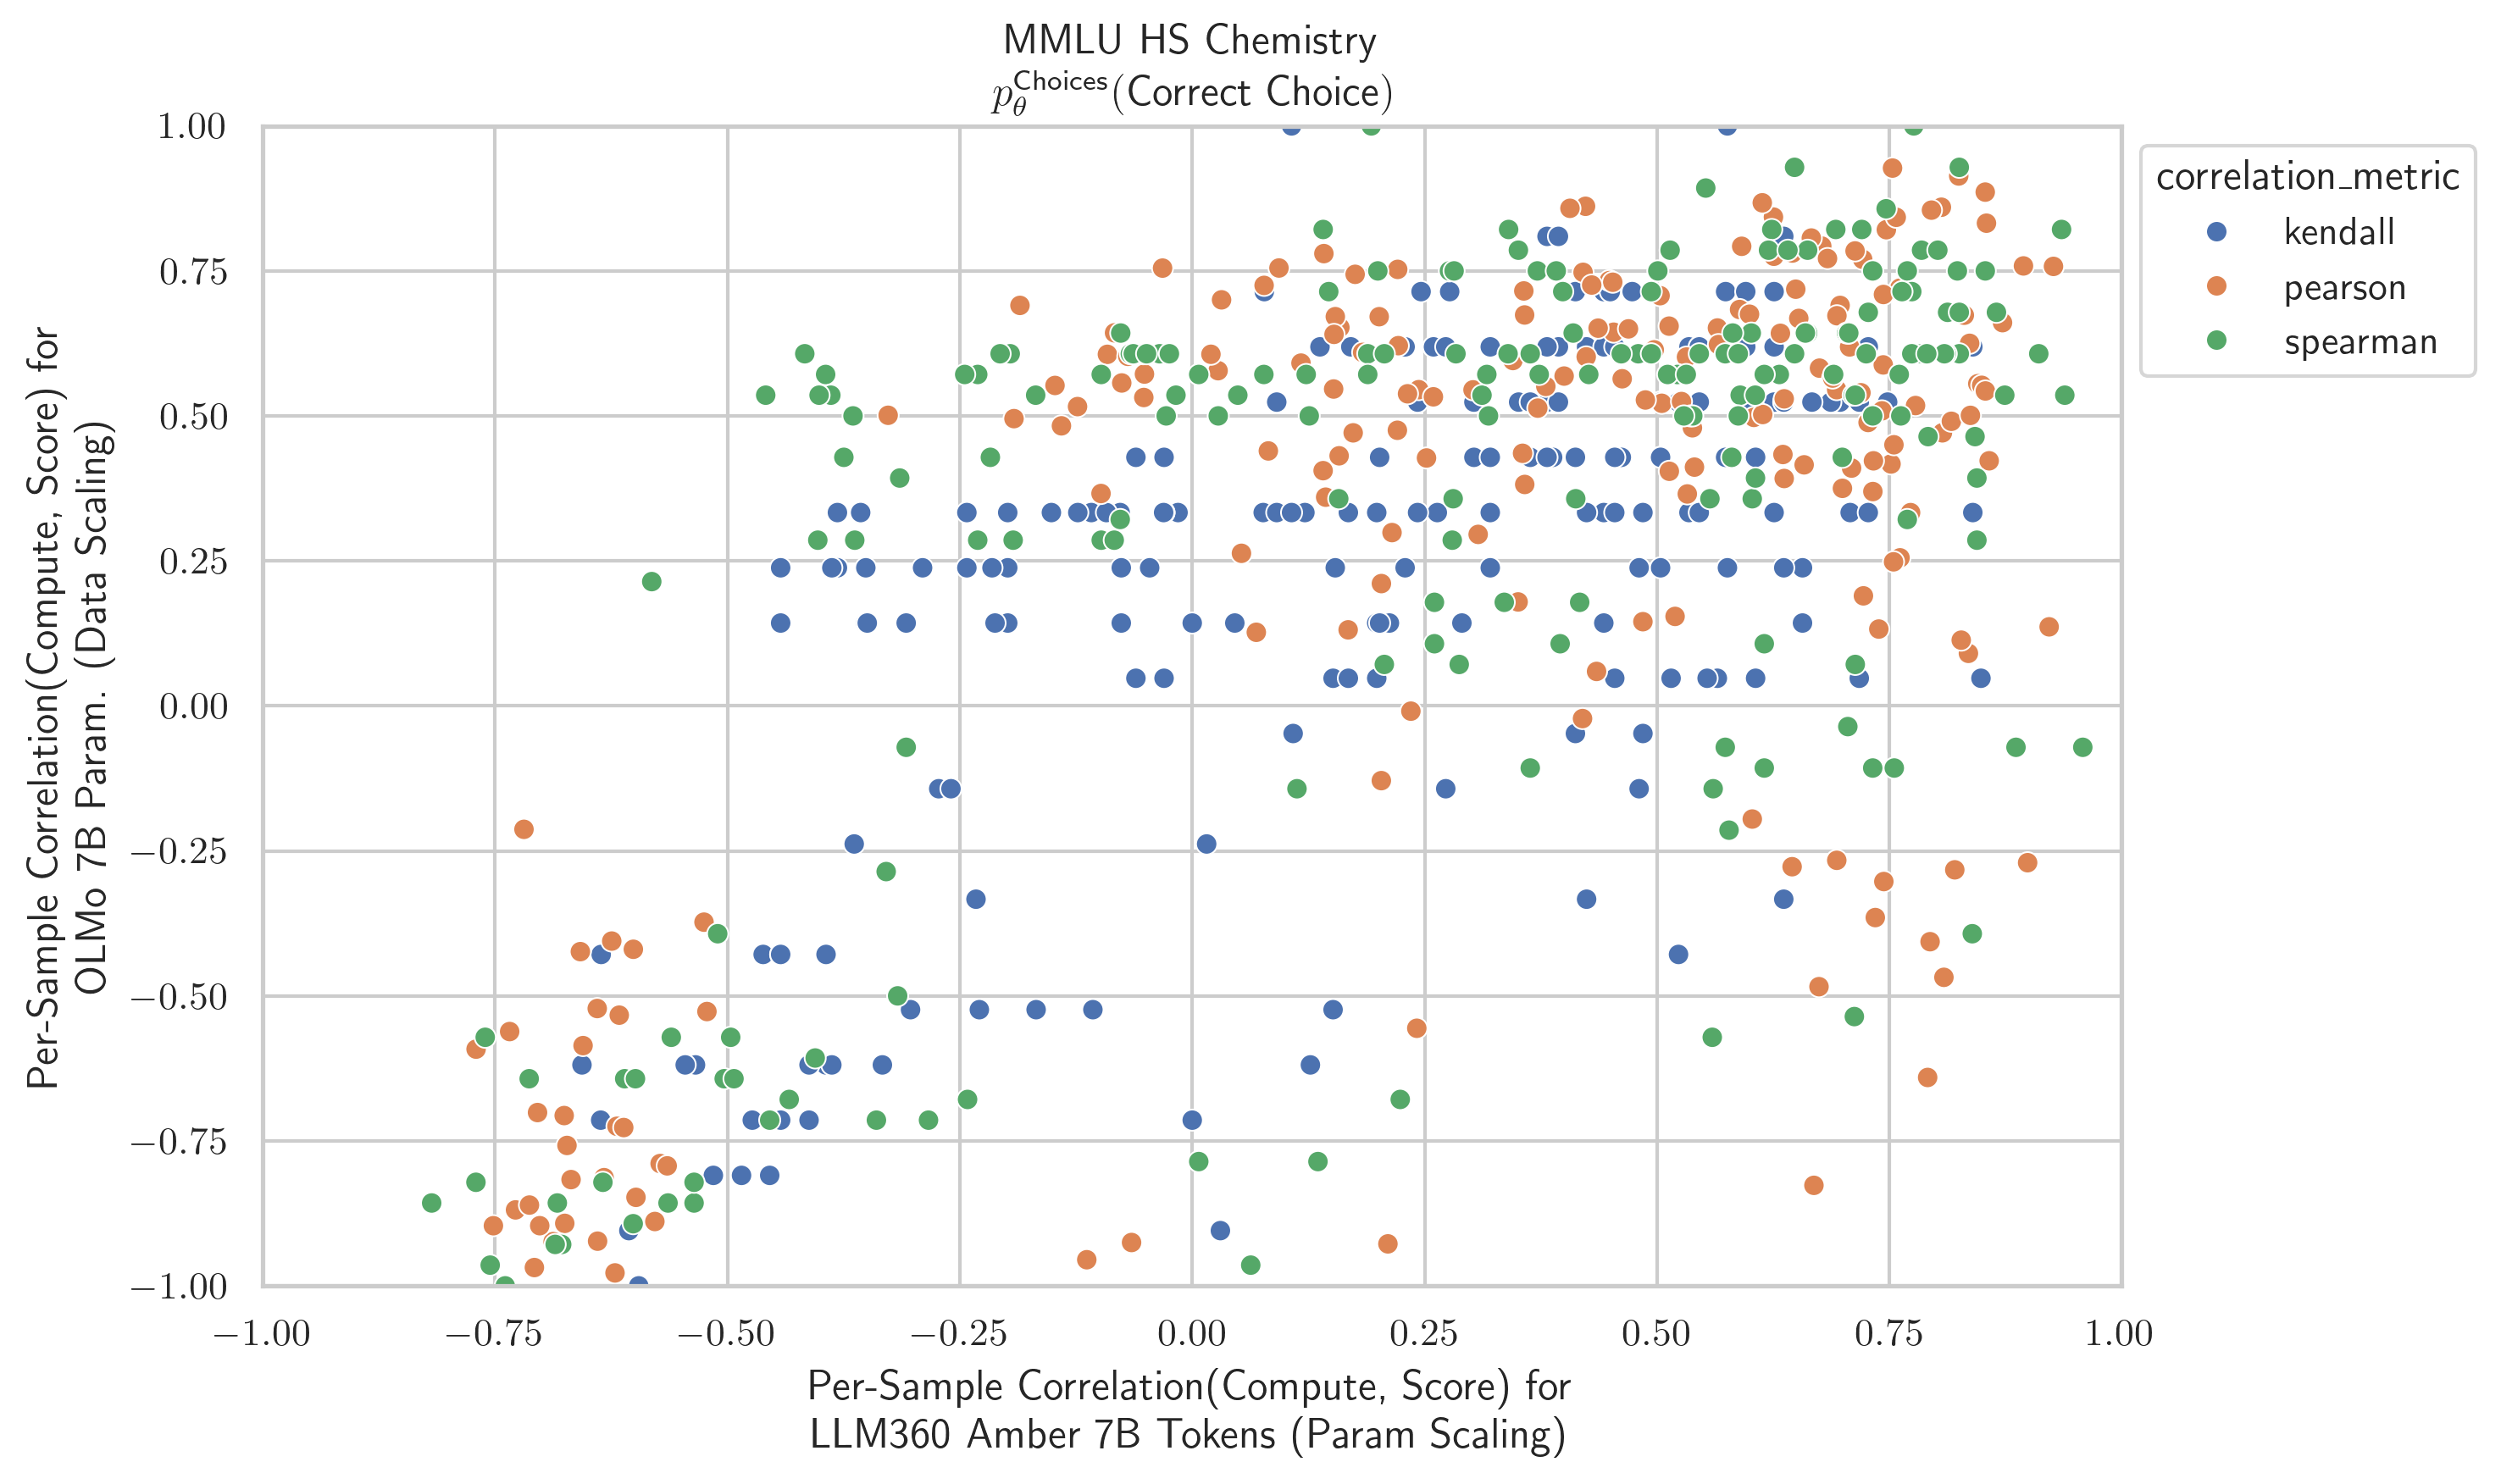 MMLU HS Chemistry
p_θ^Choices(Correct Choice)
1.00
0.75
0.50
0.25
0.00
−0.25
−0.50
−0.75
−1.00
Per-Sample Correlation(Compute, Score) for
OLMo 7B Param. (Data Scaling)
correlation_metric
kendall
pearson
spearman
−1.00 −0.75 −0.50 −0.25 0.00 0.25 0.50 0.75 1.00
Per-Sample Correlation(Compute, Score) for
LLM360 Amber 7B Tokens (Param Scaling)